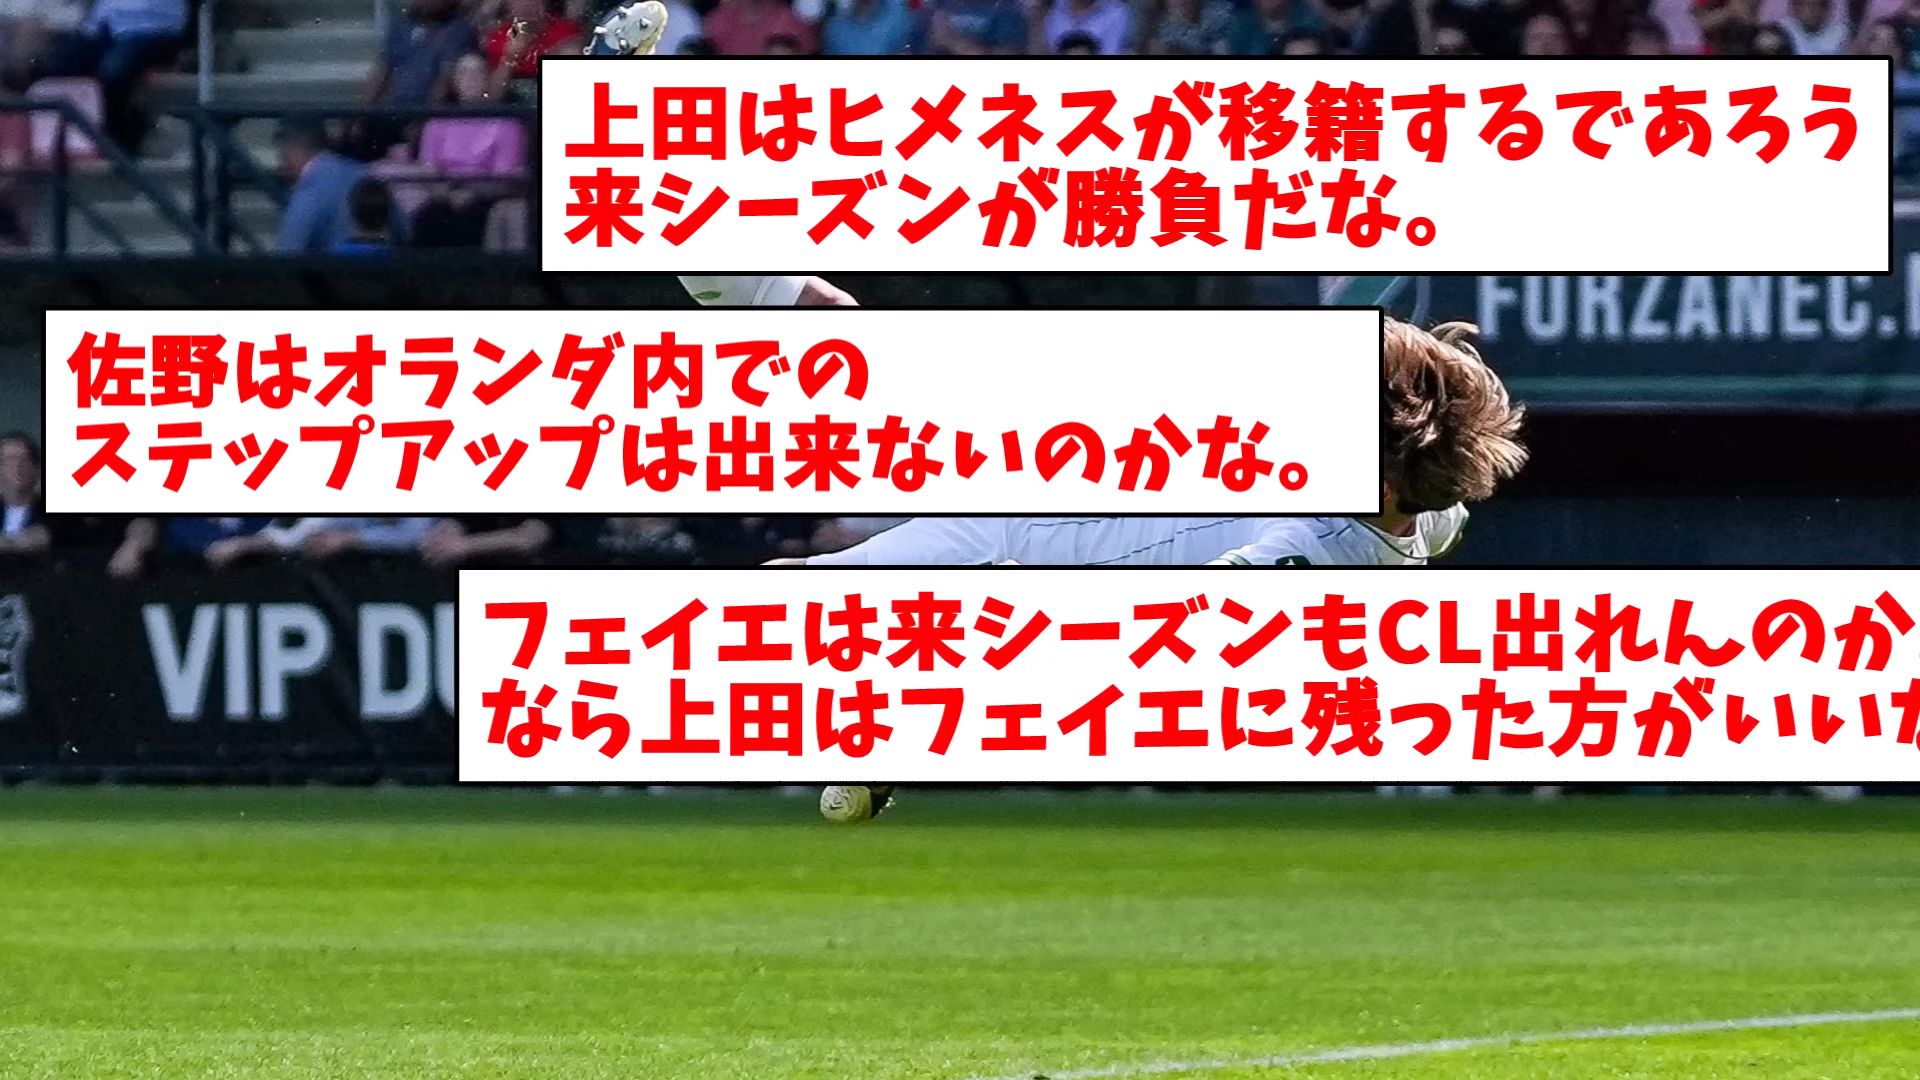 上田はヒメネスが移籍するであろう
来シーズンが勝負だな。
FORZANEC.
佐野はオランダ内での
ステップアップは出来ないのかな。
VIP DU
フェイエは来シーズンもCL出れんのか
なら上田はフェイエに残った方がいい